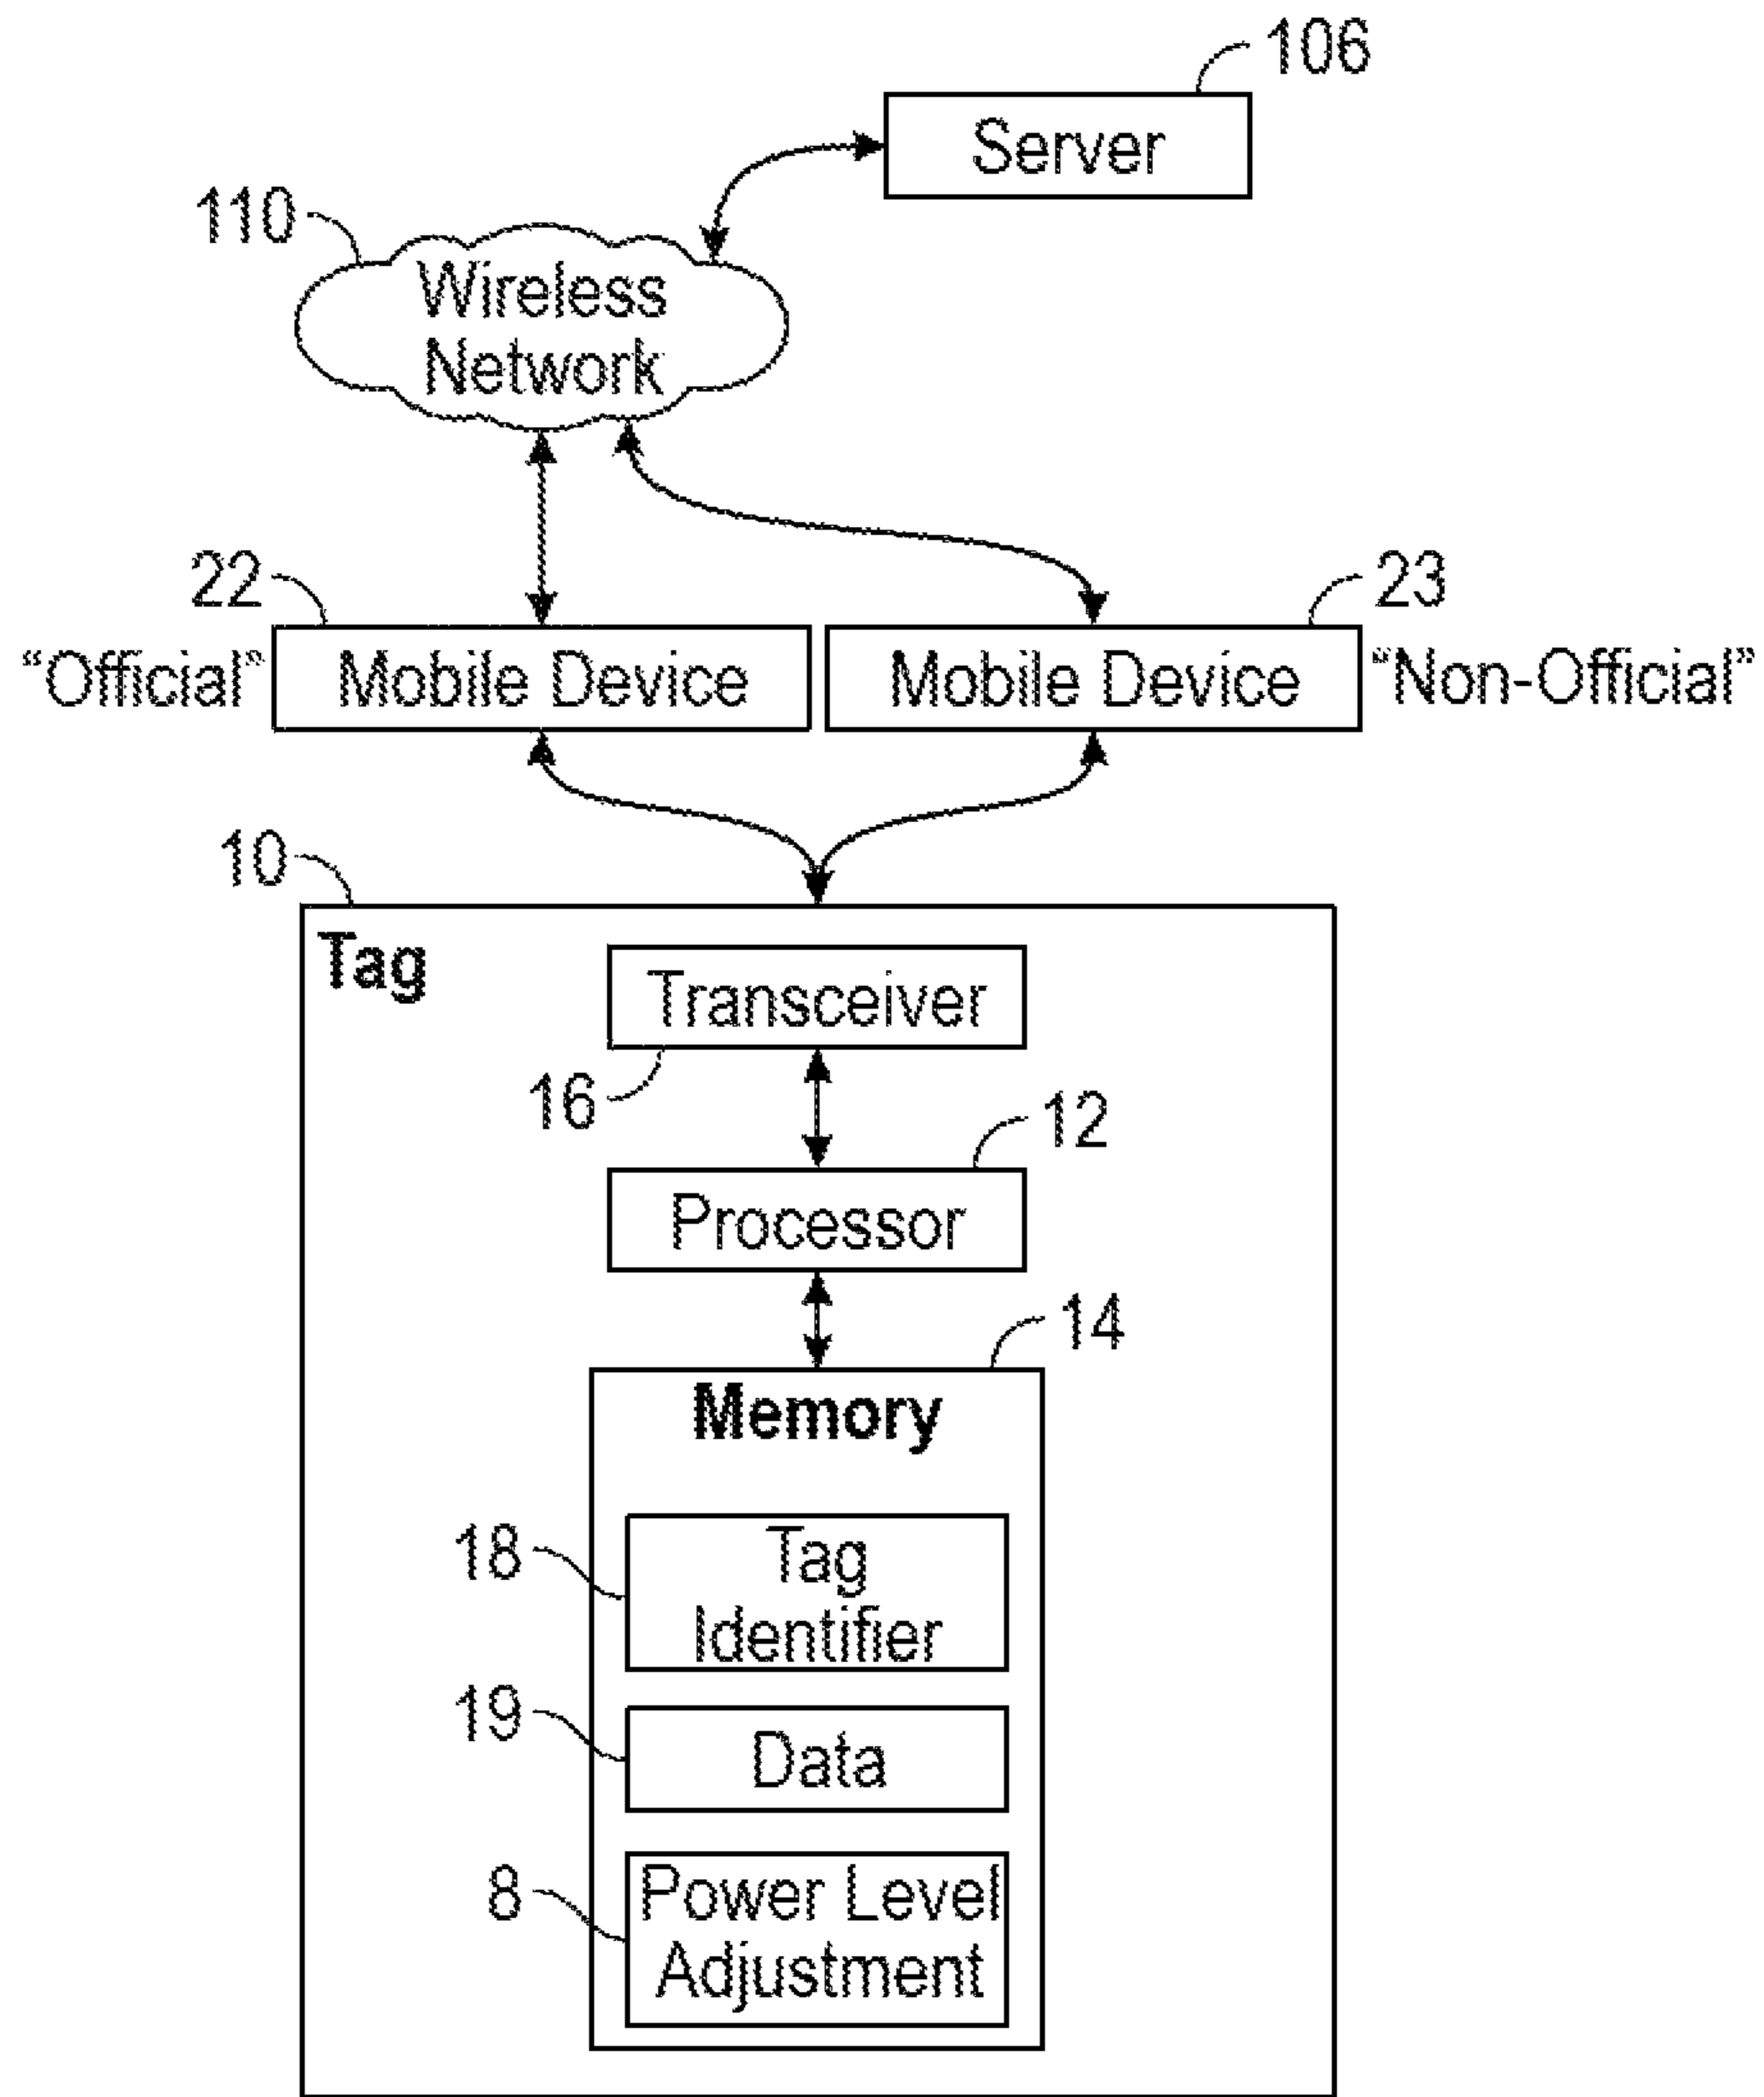 106
Server
110
Wireless
Network
22
23
"Official"
Mobile Device
Mobile Device
"Non-Official"
10
Tag
Transceiver
16
12
Processor
14
Memory
18
Tag
Identifier
19
Data
8
Power Level
Adjustment